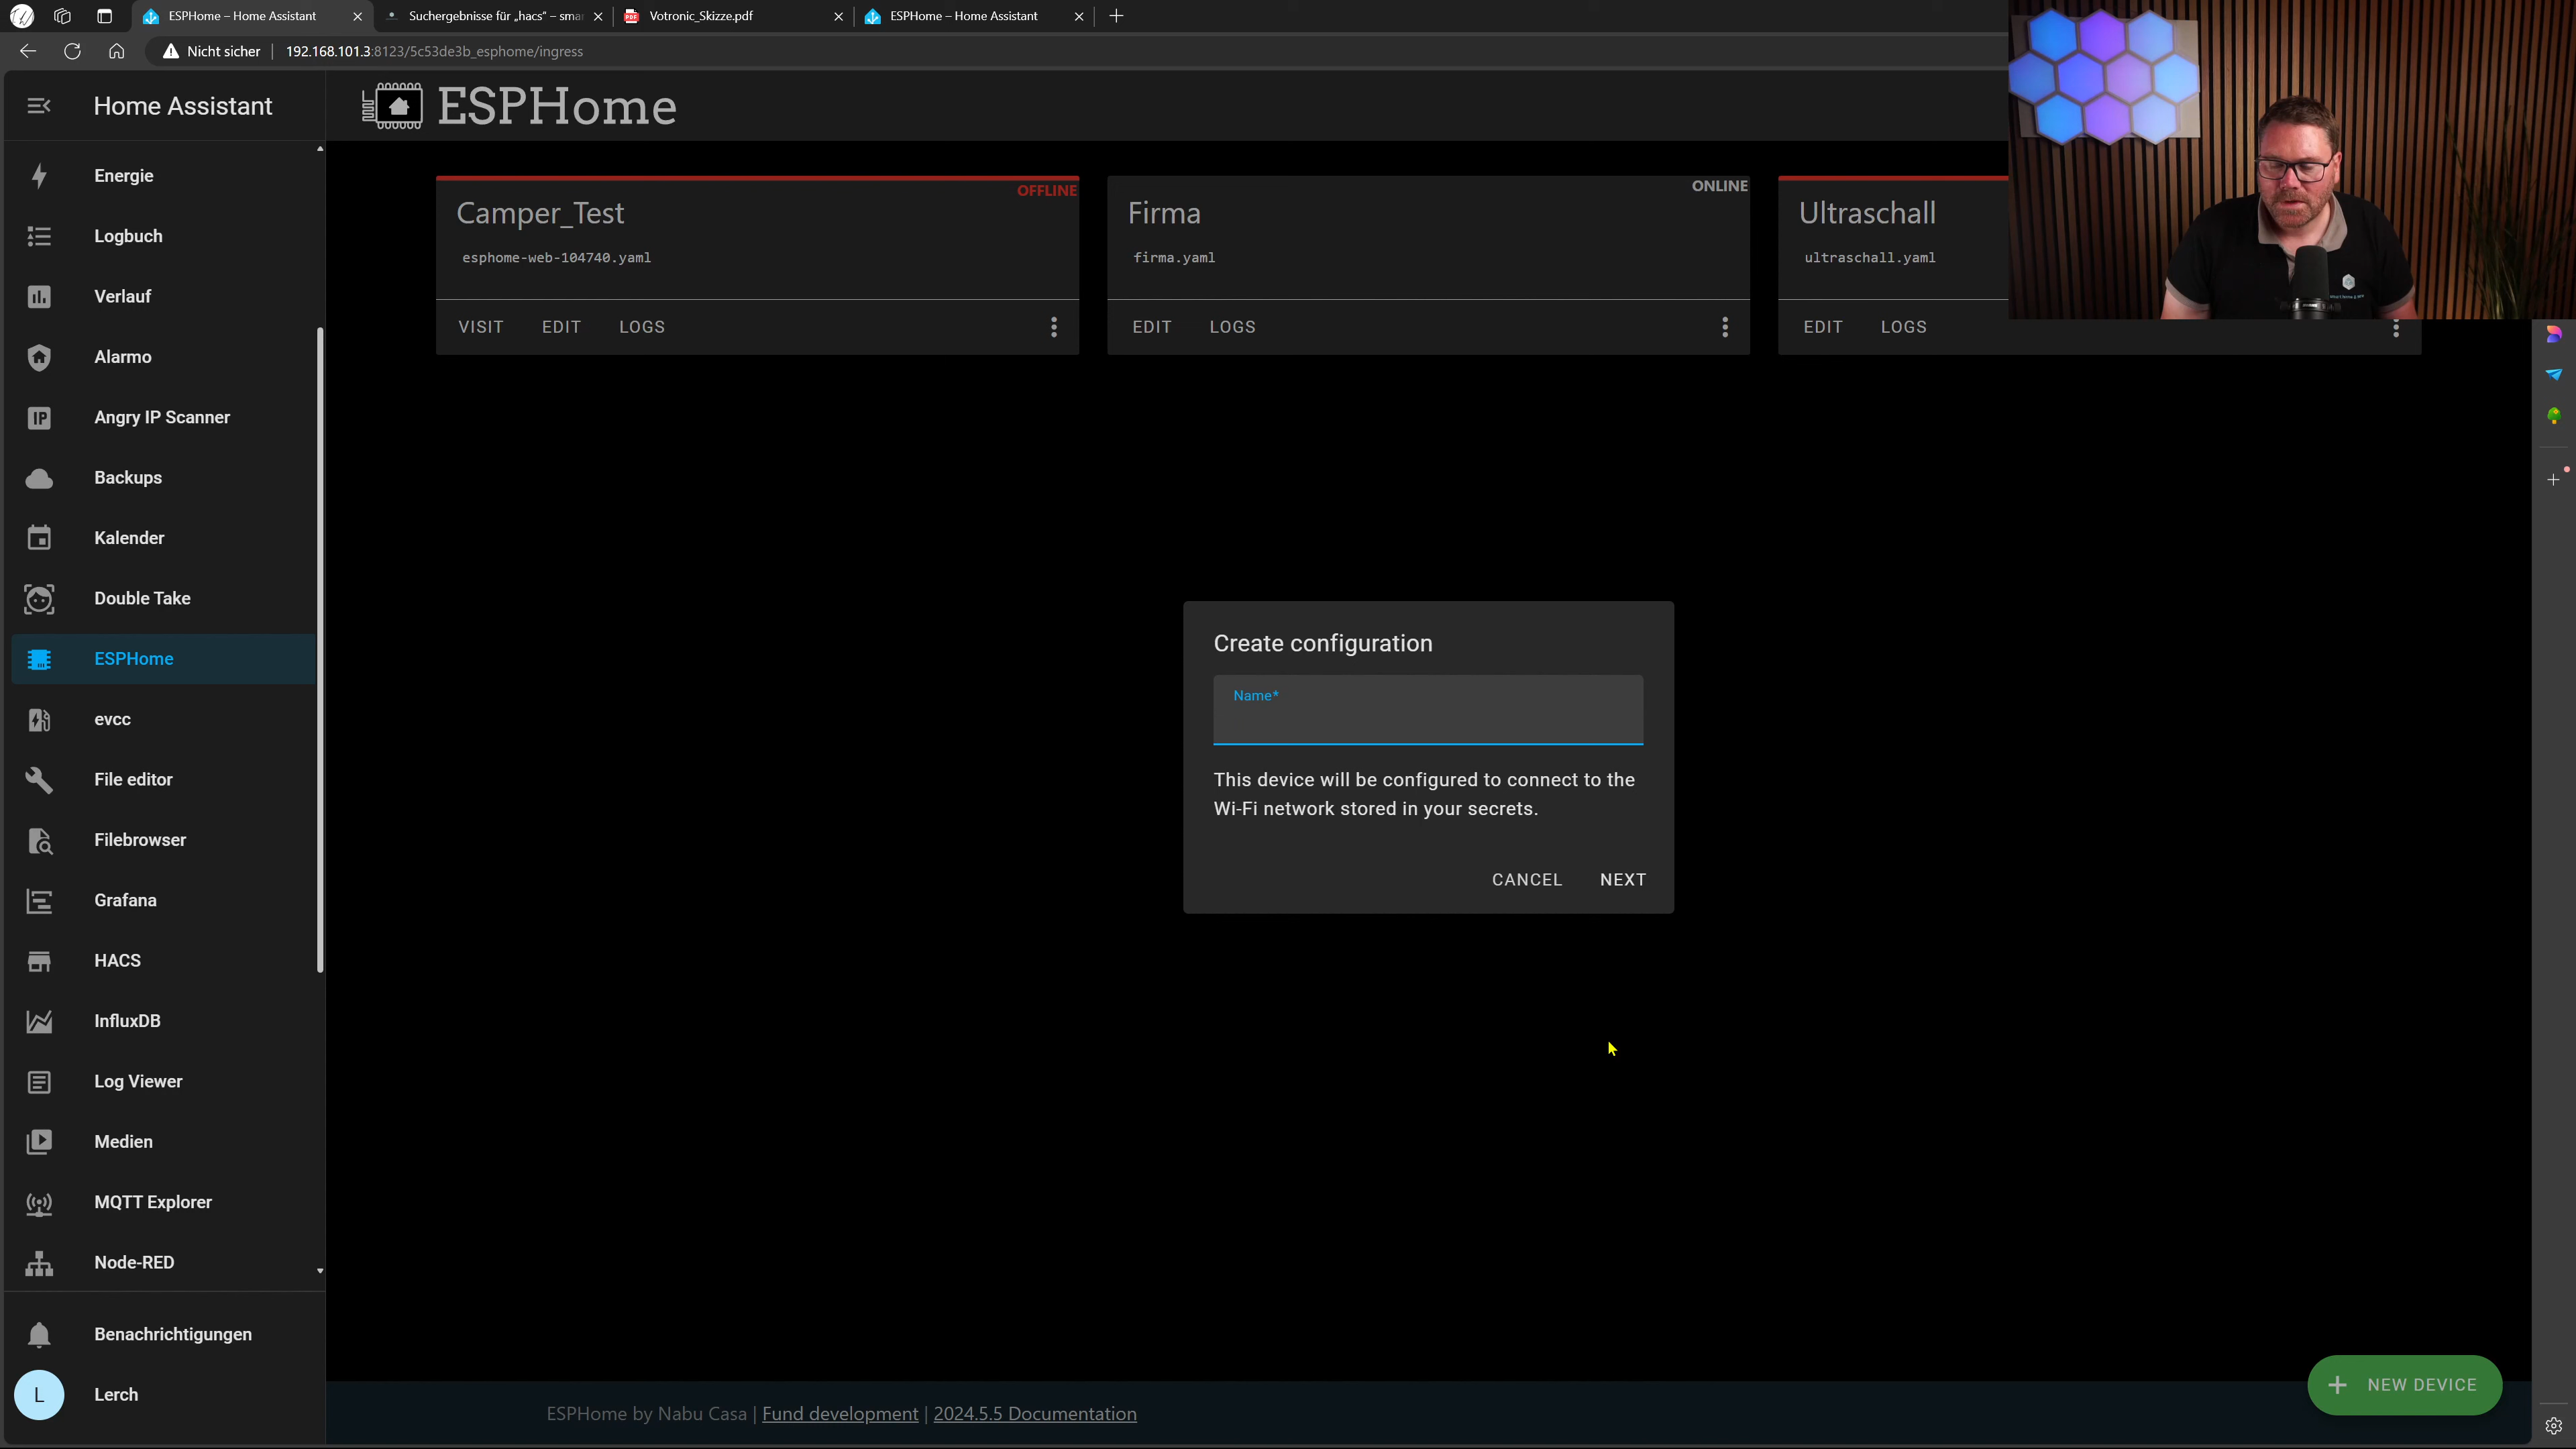 ESPHome – Home Assistant
Suchergebnisse für „hacs“ – sma
Votronic_Skizze.pdf
ESPHome – Home Assistant
Nicht sicher
192.168.101.3:8123/5c53de3b_esphome/ingress
Home Assistant
ESPHome
Energie
Logbuch
Verlauf
Alarmo
Angry IP Scanner
Backups
Kalender
Double Take
ESPHome
evcc
File editor
Filebrowser
Grafana
HACS
InfluxDB
Log Viewer
Medien
MQTT Explorer
Node-RED
Benachrichtigungen
L
Lerch
OFFLINE
Camper_Test
esphome-web-104740.yaml
VISIT EDIT LOGS
ONLINE
Firma
firma.yaml
EDIT LOGS
Ultraschall
ultraschall.yaml
EDIT LOGS
Create configuration
Name*
This device will be configured to connect to the
Wi-Fi network stored in your secrets.
CANCEL NEXT
NEW DEVICE
ESPHome by Nabu Casa | Fund development | 2024.5.5 Documentation